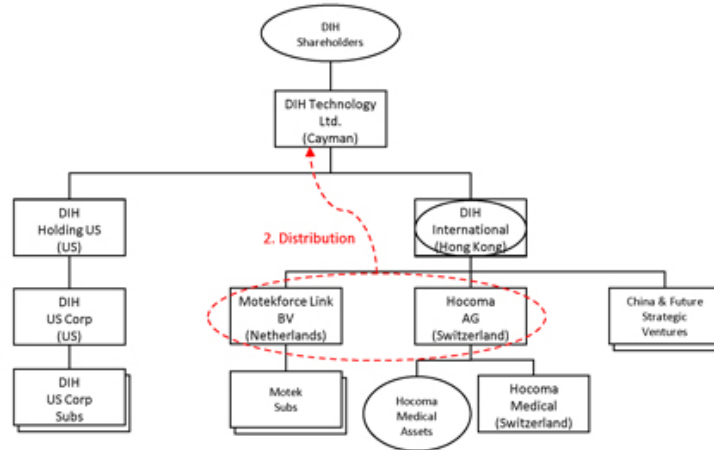 DIH
Shareholders
DIH Technology
Ltd.
(Cayman)
DIH
Holding US
(US)
2. Distribution
DIH
International
(Hong Kong)
DIH
US Corp
(US)
Motekforce Link
BV
(Netherlands)
Hocoma
AG
(Switzerland)
China & Future
Strategic
Ventures
DIH
US Corp
Subs
Motek
Subs
Hocoma
Medical
Assets
Hocoma
Medical
(Switzerland)